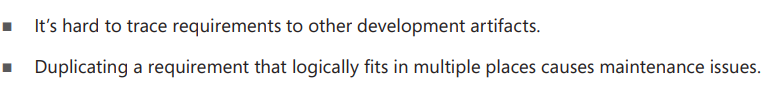 ■ It's hard to trace requirements to other development artifacts.
■ Duplicating a requirement that logically fits in multiple places causes maintenance issues.